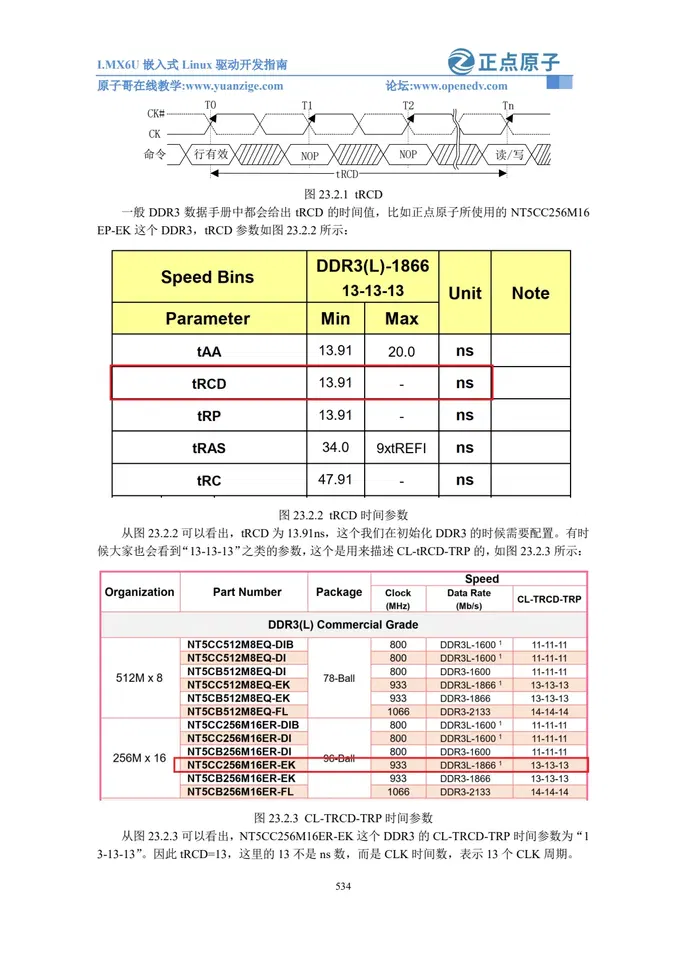 I.MX6U 嵌入式 Linux 驱动开发指南
正点原子
原子哥在线教学:www.yuanzige.com 论坛:www.openedv.com
T0 T1 T2 Tn
CK#
CK
命令 行有效 NOP NOP 读/写
tRCD
图 23.2.1 tRCD
一般 DDR3 数据手册中都会给出 tRCD 的时间值，比如正点原子所使用的 NT5CC256M16
EP-EK 这个 DDR3，tRCD 参数如图 23.2.2 所示：
Speed Bins DDR3(L)-1866 Unit Note
13-13-13
Parameter Min Max
tAA 13.91 20.0 ns
tRCD 13.91 - ns
tRP 13.91 - ns
tRAS 34.0 9xtREFI ns
tRC 47.91 - ns
图 23.2.2 tRCD 时间参数
从图 23.2.2 可以看出，tRCD 为 13.91ns，这个我们在初始化 DDR3 的时候需要配置。有时
候大家也会看到“13-13-13”之类的参数，这个是用来描述 CL-tRCD-TRP 的，如图 23.2.3 所示：
Organization Part Number Package Speed
Clock (MHz) Data Rate (Mb/s) CL-TRCD-TRP
DDR3(L) Commercial Grade
512M x 8 78-Ball
NT5CC512M8EQ-DIB 800 DDR3L-1600 1 11-11-11
NT5CC512M8EQ-DI 800 DDR3L-1600 1 11-11-11
NT5CB512M8EQ-DI 800 DDR3-1600 11-11-11
NT5CC512M8EQ-EK 933 DDR3L-1866 1 13-13-13
NT5CB512M8EQ-EK 933 DDR3-1866 13-13-13
NT5CB512M8EQ-FL 1066 DDR3-2133 14-14-14
256M x 16 96-Ball
NT5CC256M16ER-DIB 800 DDR3L-1600 1 11-11-11
NT5CC256M16ER-DI 800 DDR3L-1600 1 11-11-11
NT5CB256M16ER-DI 800 DDR3-1600 11-11-11
NT5CC256M16ER-EK 933 DDR3L-1866 1 13-13-13
NT5CB256M16ER-EK 933 DDR3-1866 13-13-13
NT5CB256M16ER-FL 1066 DDR3-2133 14-14-14
图 23.2.3 CL-TRCD-TRP 时间参数
从图 23.2.3 可以看出，NT5CC256M16ER-EK 这个 DDR3 的 CL-TRCD-TRP 时间参数为“1
3-13-13”。因此 tRCD=13，这里的 13 不是 ns 数，而是 CLK 时间数，表示 13 个 CLK 周期。
534